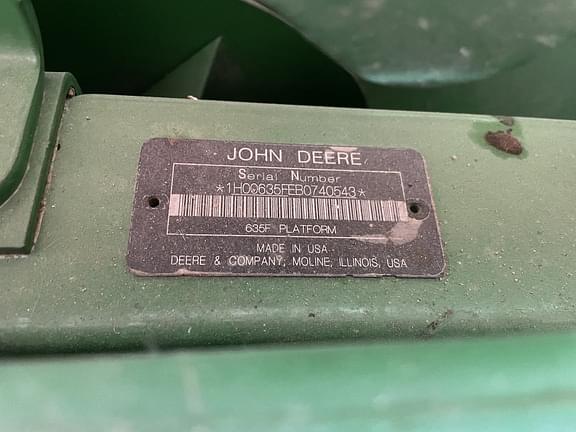 JOHN DEERE
Serial Number
*1H00635FEB0740543*
635F PLATFORM
MADE IN USA
DEERE & COMPANY, MOLINE, ILLINOIS, USA